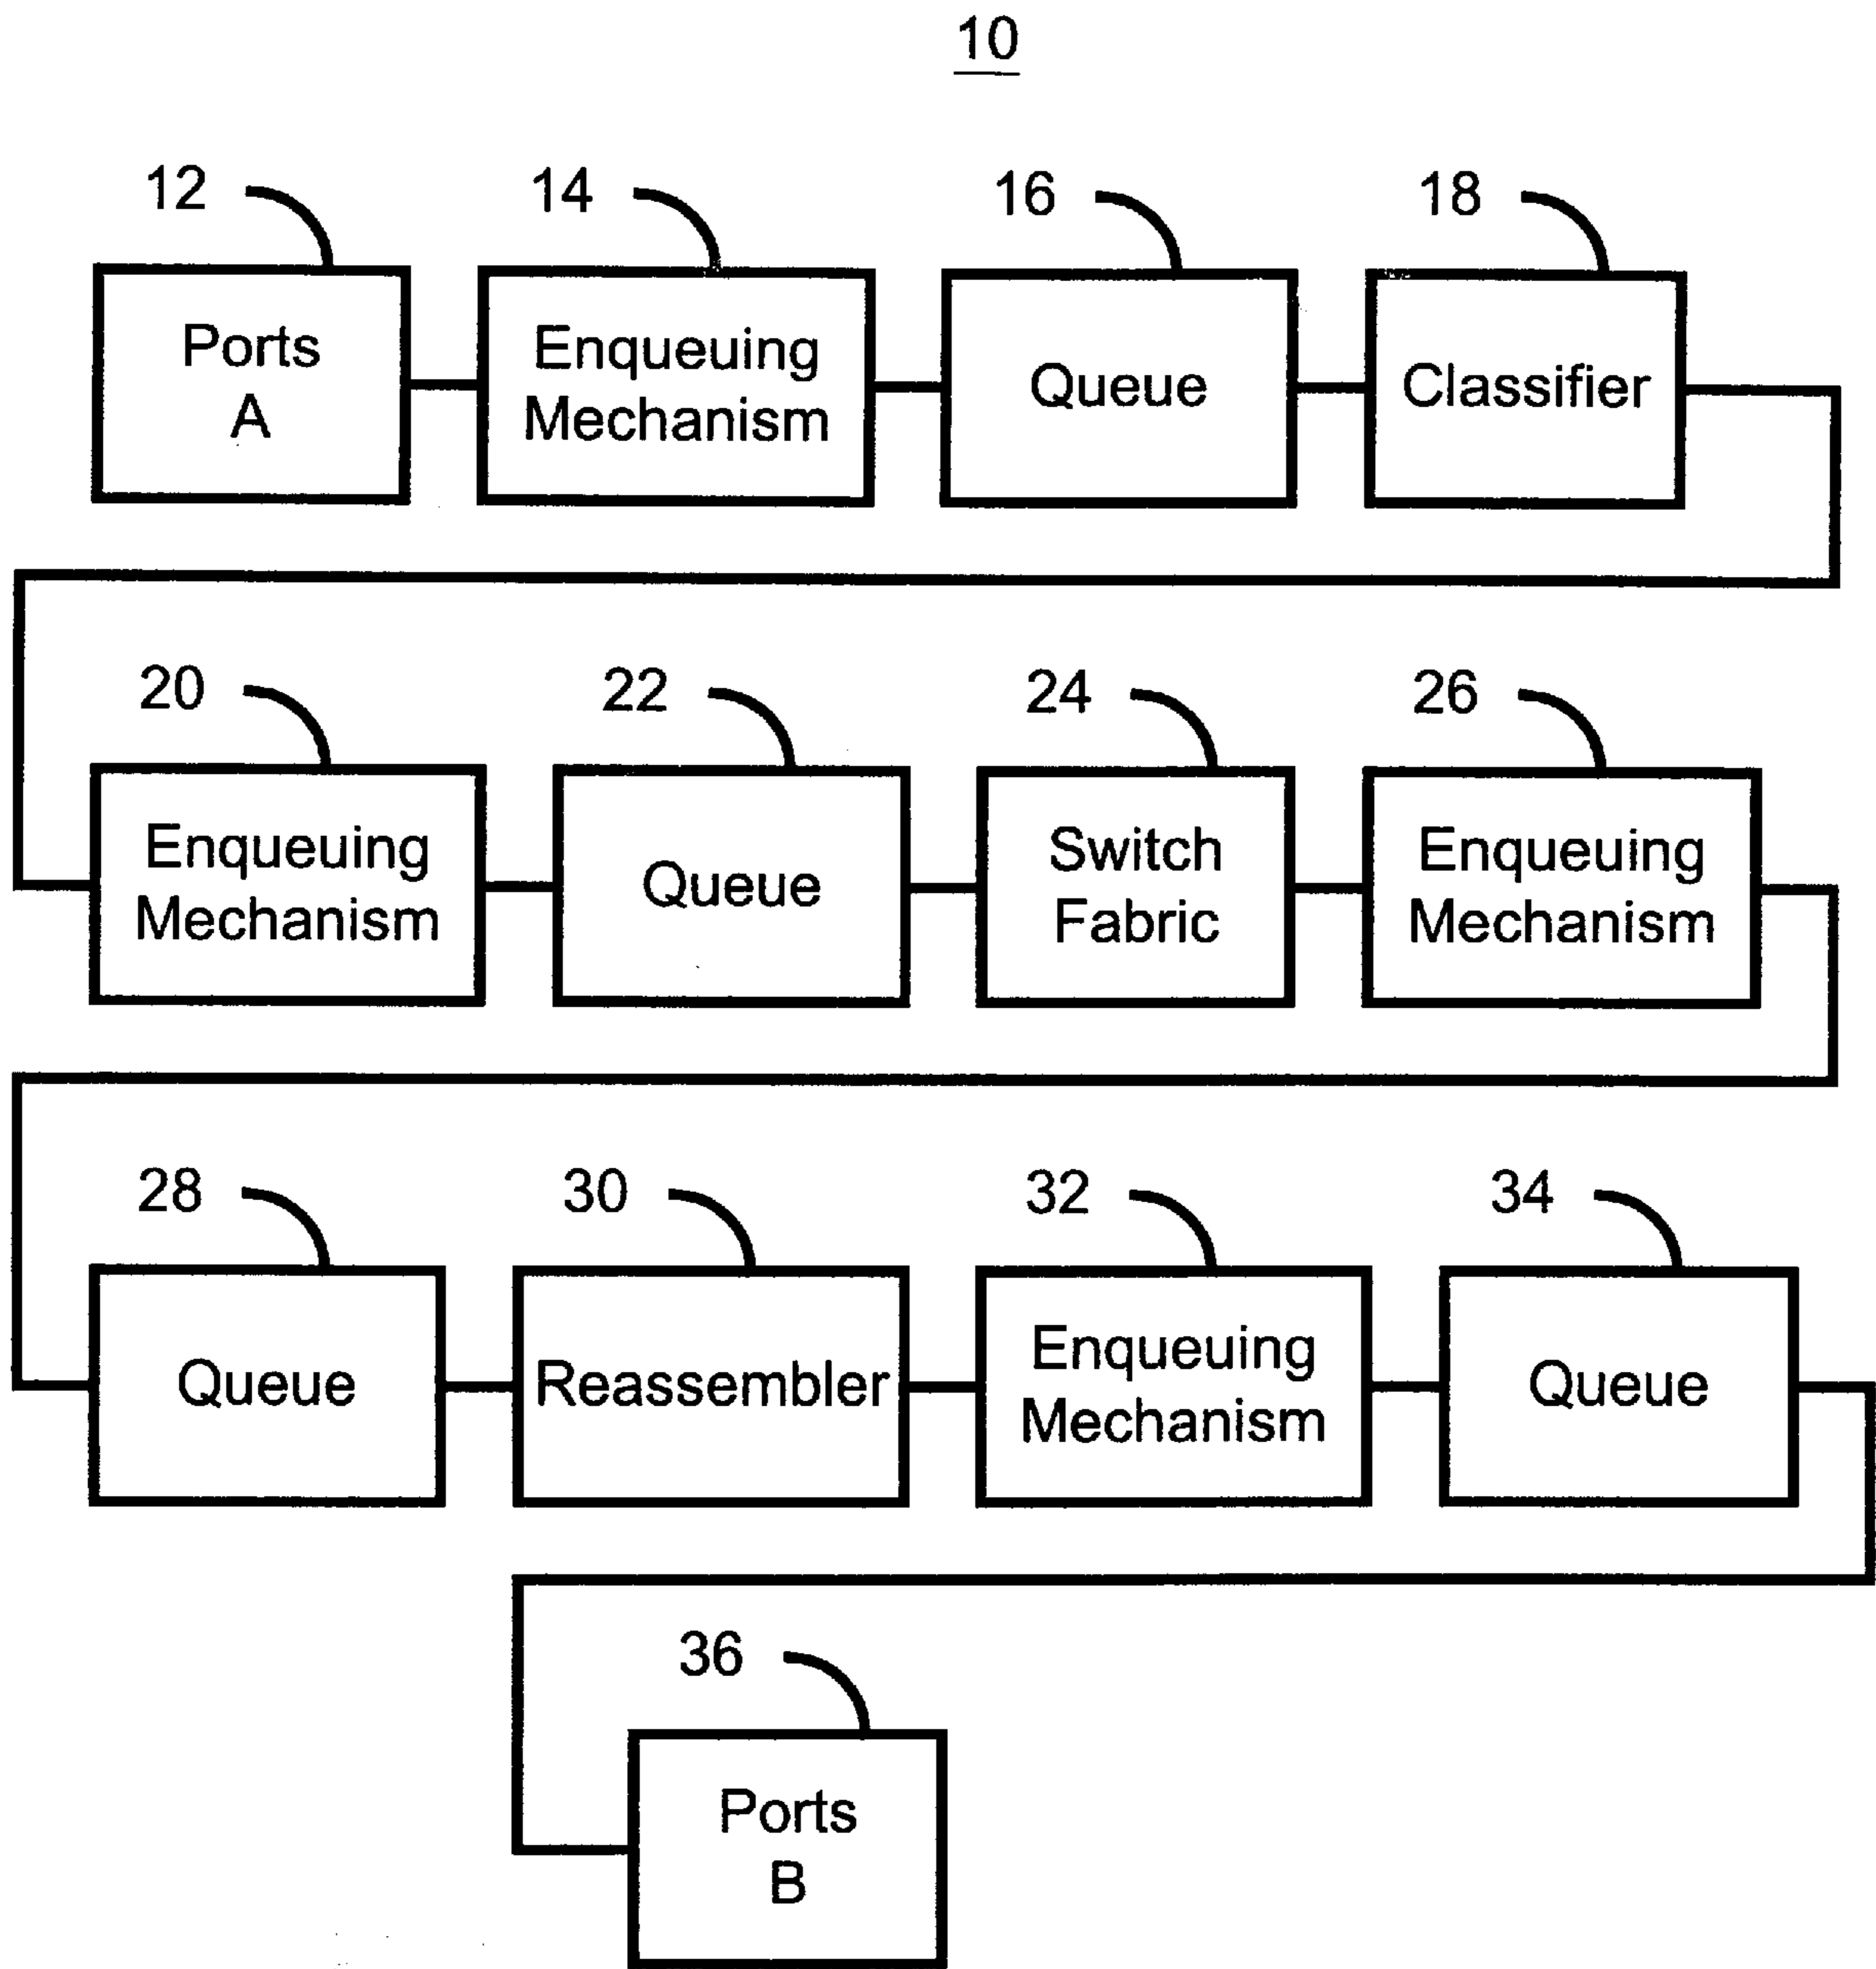 10
12 14 16 18
Ports
A
Enqueuing
Mechanism
Queue
Classifier
20 22 24 26
Enqueuing
Mechanism
Queue
Switch
Fabric
Enqueuing
Mechanism
28 30 32 34
Queue
Reassembler
Enqueuing
Mechanism
Queue
36
Ports
B